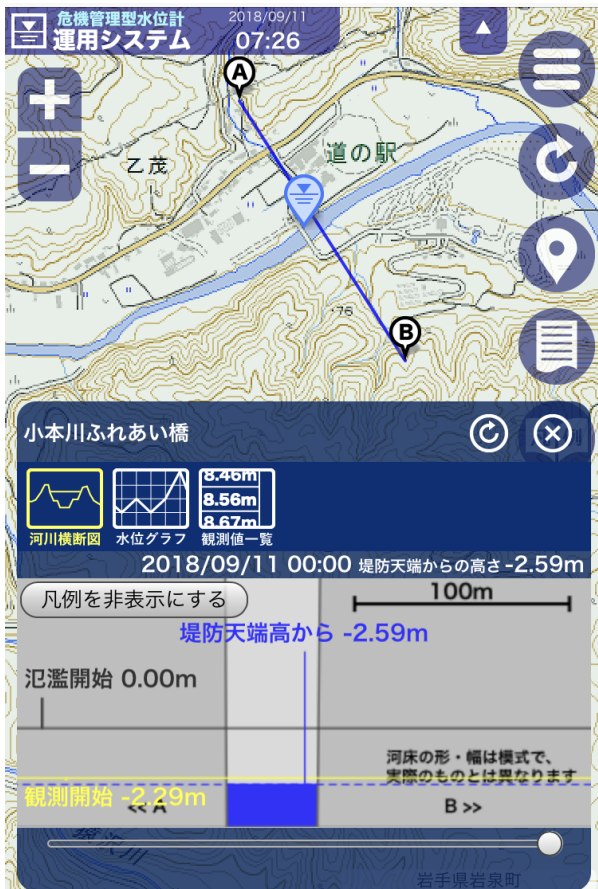 危機管理型水位計
運用システム
2018/09/11
07:26
A
道の駅
乙茂
・76
B
小本川ふれあい橋
河川横断図
水位グラフ
8.46m
8.56m
8.67m
観測値一覧
2018/09/11 00:00 堤防天端からの高さ-2.59m
凡例を非表示にする
100m
堤防天端高から -2.59m
氾濫開始 0.00m
河床の形・幅は模式で、
実際のものとは異なります
観測開始 -2.29m
<< A
B >>
猿沢川
岩手県岩泉町